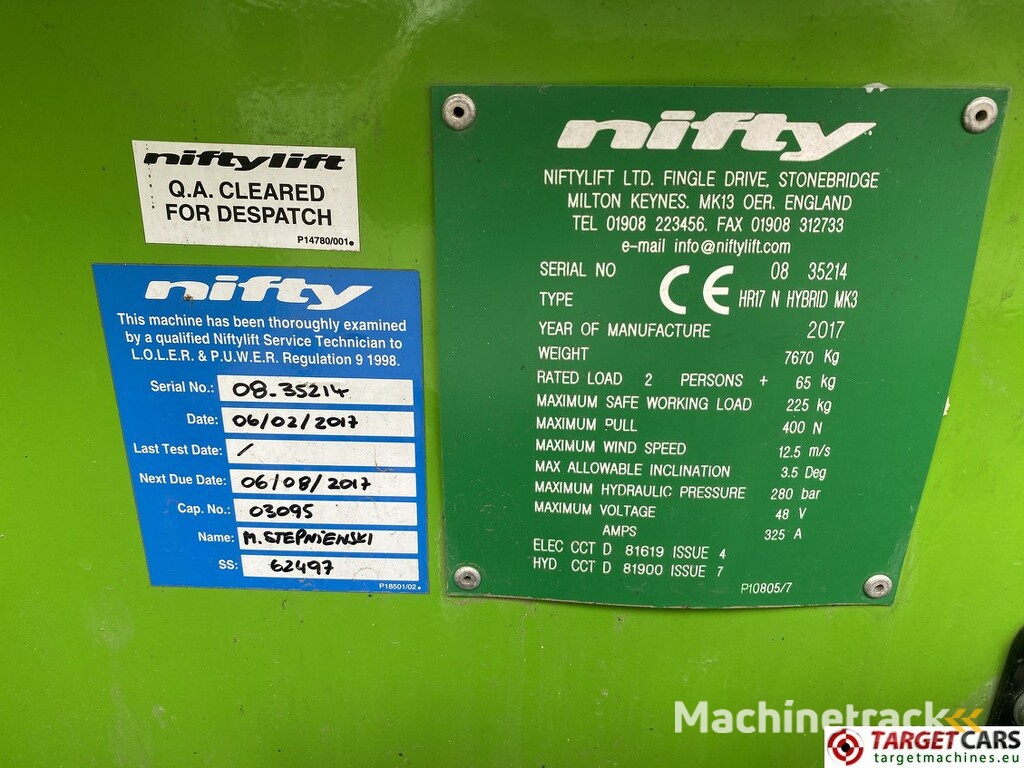 niftylift
Q.A. CLEARED
FOR DESPATCH
P14780/001
nifty
This machine has been thoroughly examined
by a qualified Niftylift Service Technician to
L.O.L.E.R. & P.U.W.E.R. Regulation 9 1998.
Serial No.: 08.35214
Date: 06/02/2017
Last Test Date: /
Next Due Date: 06/08/2017
Cap. No.: 03095
Name: M.STEPNIENSKI
SS: 62497
P18501/02
nifty
NIFTYLIFT LTD. FINGLE DRIVE, STONEBRIDGE
MILTON KEYNES. MK13 OER. ENGLAND
TEL 01908 223456. FAX 01908 312733
e-mail info@niftylift.com
SERIAL NO 08 35214
TYPE CE HR17 N HYBRID MK3
YEAR OF MANUFACTURE 2017
WEIGHT 7670 Kg
RATED LOAD 2 PERSONS + 65 kg
MAXIMUM SAFE WORKING LOAD 225 kg
MAXIMUM PULL 400 N
MAXIMUM WIND SPEED 12.5 m/s
MAX ALLOWABLE INCLINATION 3.5 Deg
MAXIMUM HYDRAULIC PRESSURE 280 bar
MAXIMUM VOLTAGE 48 V
AMPS 325 A
ELEC CCT D 81619 ISSUE 4
HYD CCT D 81900 ISSUE 7
P10805/7
Machinetrack
TARGETCARS
targetmachines.eu